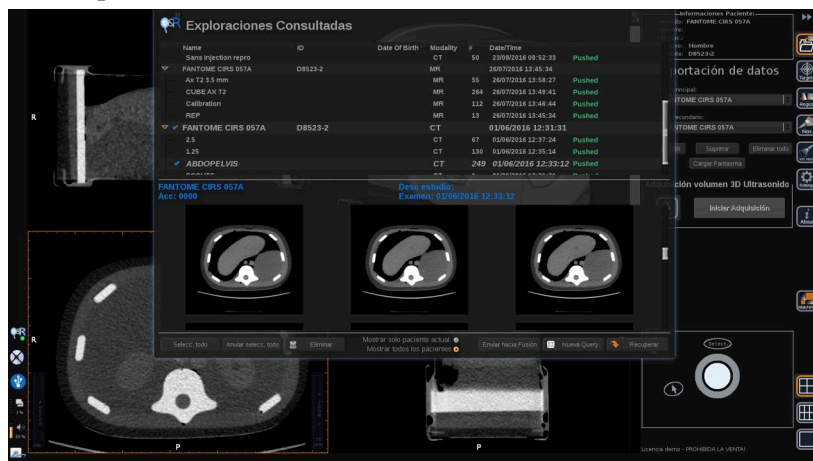 Exploraciones Consultadas
Name ID Date Of Birth Modality # Date/Time
Sans Injection repro CT 50 23/08/2016 08:52:33 Pushed
FANTOME CIRS 057A D8523-2 MR 26/07/2016 13:45:34
Ax T2 3.5 mm MR 55 26/07/2016 13:58:27 Pushed
CUBE AX T2 MR 264 26/07/2016 13:49:41 Pushed
Calibration MR 112 26/07/2016 13:46:44 Pushed
REP MR 13 26/07/2016 13:45:34 Pushed
FANTOME CIRS 057A D8523-2 CT 01/06/2016 12:31:31
2.5 CT 67 01/06/2016 12:37:24 Pushed
1.25 CT 130 01/06/2016 12:35:14 Pushed
ABDOPELVIS CT 249 01/06/2016 12:33:12 Pushed
FANTOME CIRS 057A Desc estudio:
Acc: 0000 Examen: 01/06/2016 12:33:12
Selecc. todo Anular selecc. todo Eliminar
Mostrar solo paciente actual:
Mostrar todos los pacientes
Enviar hacia Fusión Nueva Query Recuperar
Informaciones Paciente:
FANTOME CIRS 057A
Hombre
D8523-2
portación de datos
TOME CIRS 057A
TOME CIRS 057A
Suprimir Eliminar todo
Cargar Fantasma
Adquisición volumen 3D Ultrasonido
Iniciar Adquisición
Select
Licencia demo - PROHIBIDA LA VENTA!
About
R
R
P
P